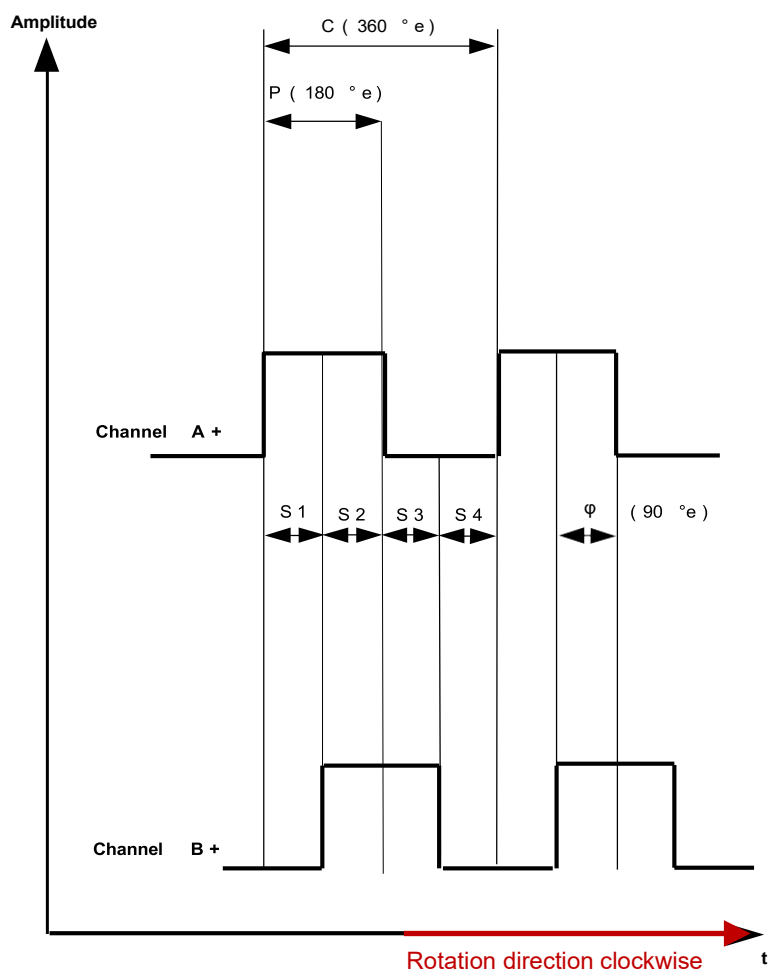 Amplitude
C ( 360 ° e )
P ( 180 ° e )
Channel A +
S 1 S 2 S 3 S 4 φ ( 90 °e )
Channel B +
t
Rotation direction clockwise